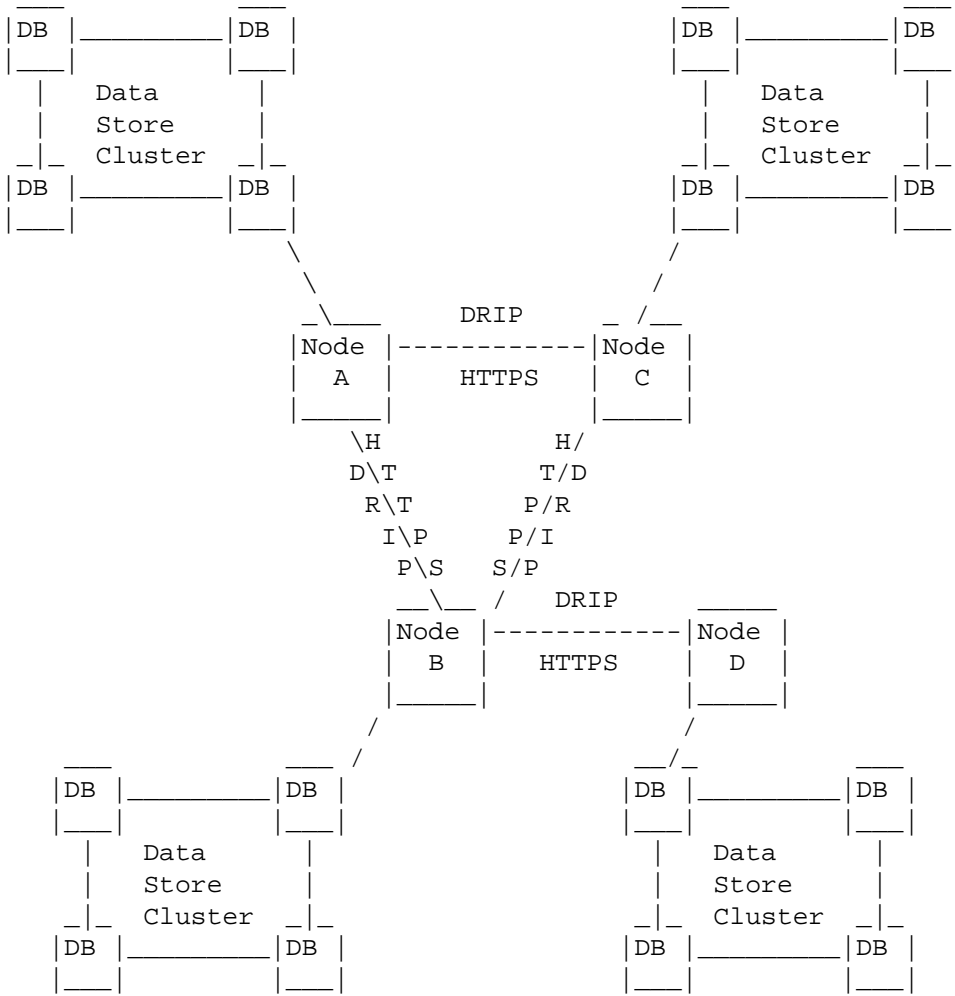 DB DB DB DB
Data Data
Store Store
Cluster Cluster
DB DB DB DB
DRIP
Node Node
A HTTPS C
H H
D T T D
R T P R
I P P I
P S S P
DRIP
Node Node
B HTTPS D
DB DB DB DB
Data Data
Store Store
Cluster Cluster
DB DB DB DB